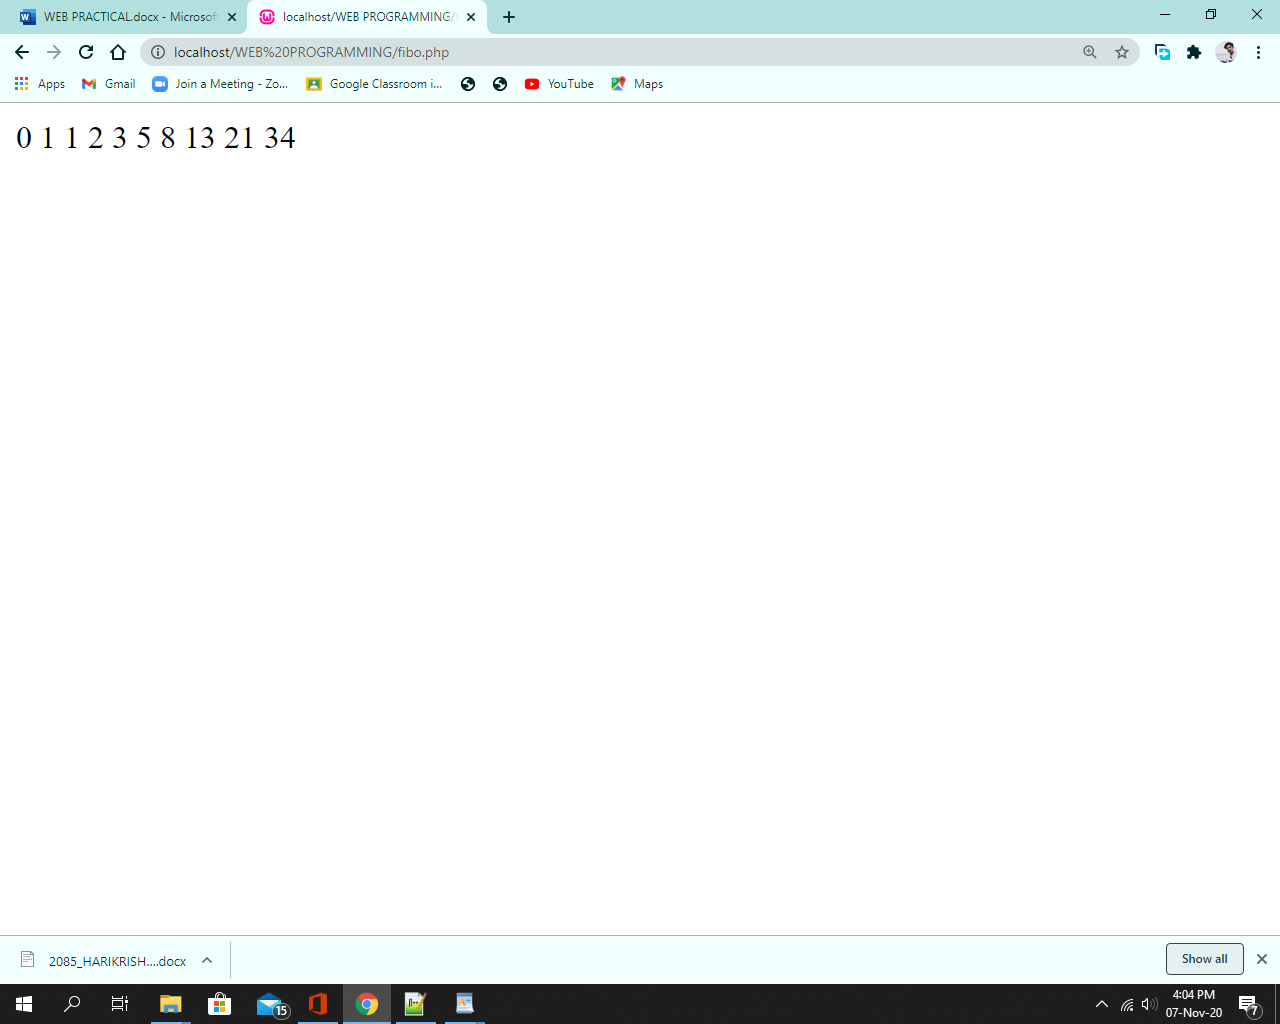 WEB PRACTICAL.docx - Microsof
localhost/WEB PROGRAMMING/
localhost/WEB%20PROGRAMMING/fibo.php
Apps Gmail Join a Meeting - Zo... Google Classroom i... YouTube Maps
0 1 1 2 3 5 8 13 21 34
2085_HARIKRISH....docx
Show all
15
4:04 PM
07-Nov-20
7